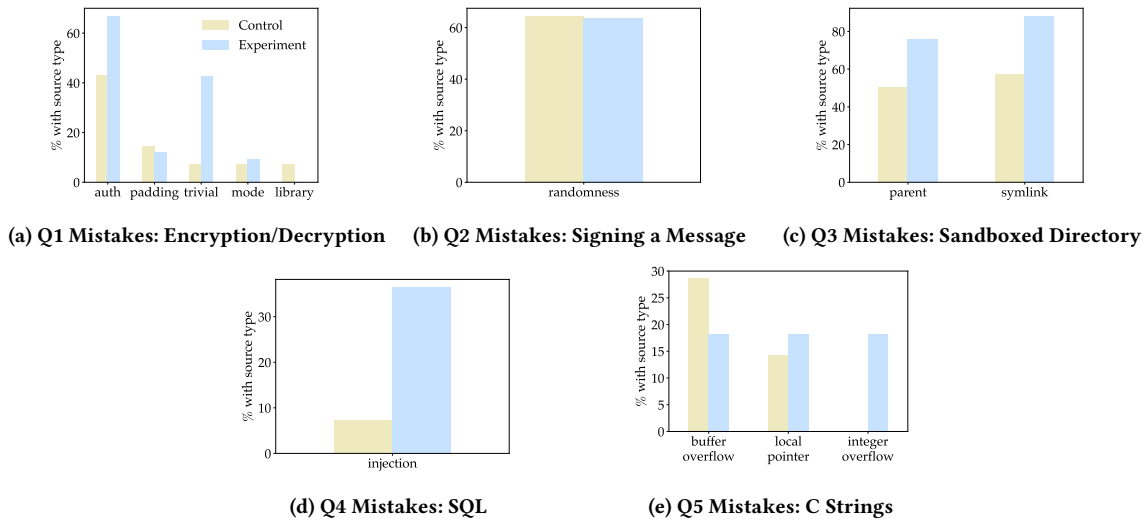 % with source type
60
40
20
0
Control
Experiment
auth padding trivial mode library
(a) Q1 Mistakes: Encryption/Decryption
% with source type
60
40
20
0
randomness
(b) Q2 Mistakes: Signing a Message
% with source type
80
60
40
20
0
parent symlink
(c) Q3 Mistakes: Sandboxed Directory
% with source type
30
20
10
0
injection
(d) Q4 Mistakes: SQL
% with source type
30
25
20
15
10
5
0
buffer overflow
local pointer
integer overflow
(e) Q5 Mistakes: C Strings